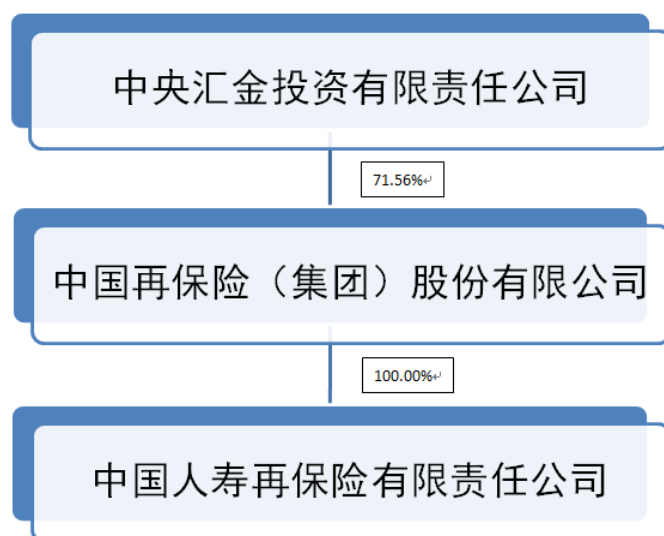 中央汇金投资有限责任公司
71.56%↵
中国再保险（集团）股份有限公司
100.00%↵
中国人寿再保险有限责任公司